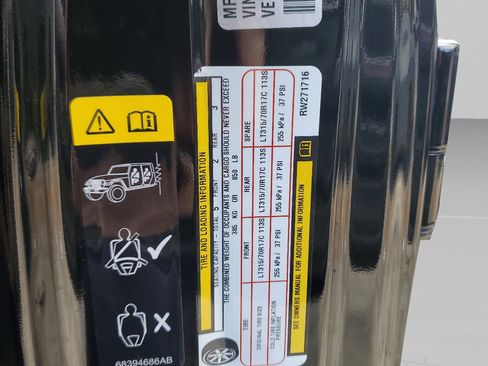 MF
VIN
VE
TIRE AND LOADING INFORMATION
SEATING CAPACITY - TOTAL 5 FRONT 2 REAR 3
THE COMBINED WEIGHT OF OCCUPANTS AND CARGO SHOULD NEVER EXCEED
385 KG OR 850 LB
TIRE FRONT REAR SPARE
ORIGINAL TIRE SIZE LT315/70R17C 113S LT315/70R17C 113S LT315/70R17C 113S
COLD TIRE INFLATION PRESSURE 255 kPa / 37 PSI 255 kPa / 37 PSI 255 kPa / 37 PSI
SEE OWNERS MANUAL FOR ADDITIONAL INFORMATION
RW271716
68394686AB